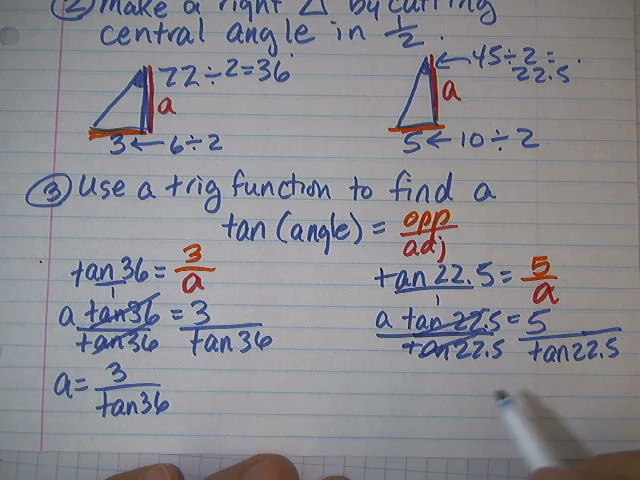 ② Make a right △ by cutting
central angle in 1/2.
72 ÷ 2 = 36
a
3 ← 6 ÷ 2
← 45 ÷ 2 =
22.5
a
5 ← 10 ÷ 2
③ Use a trig function to find a
tan (angle) = opp/adj
tan 36 = 3/a
1
a tan 36 / tan 36 = 3 / tan 36
a = 3 / tan 36
tan 22.5 = 5/a
1
a tan 22.5 / tan 22.5 = 5 / tan 22.5